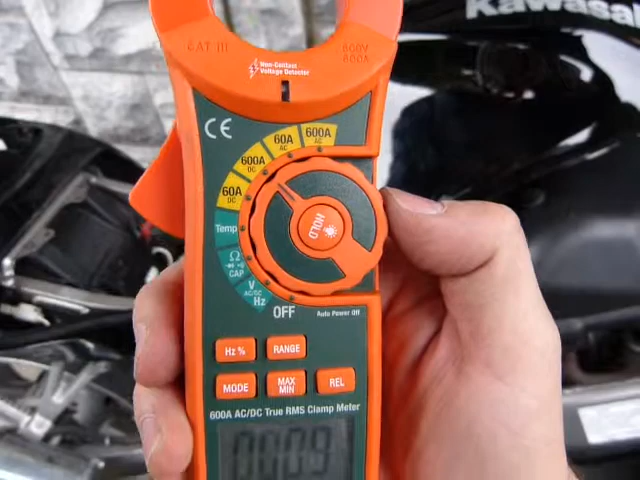 Kawasaki
CAT III
600V
600A
Non-Contact
Voltage Detector
CE
600A
AC
60A
AC
600A
DC
60A
DC
Temp
Ω
CAP
V
AC/DC
Hz
OFF
Auto Power Off
HOLD
Hz %
RANGE
MODE
MAX
MIN
REL
600A AC/DC True RMS Clamp Meter